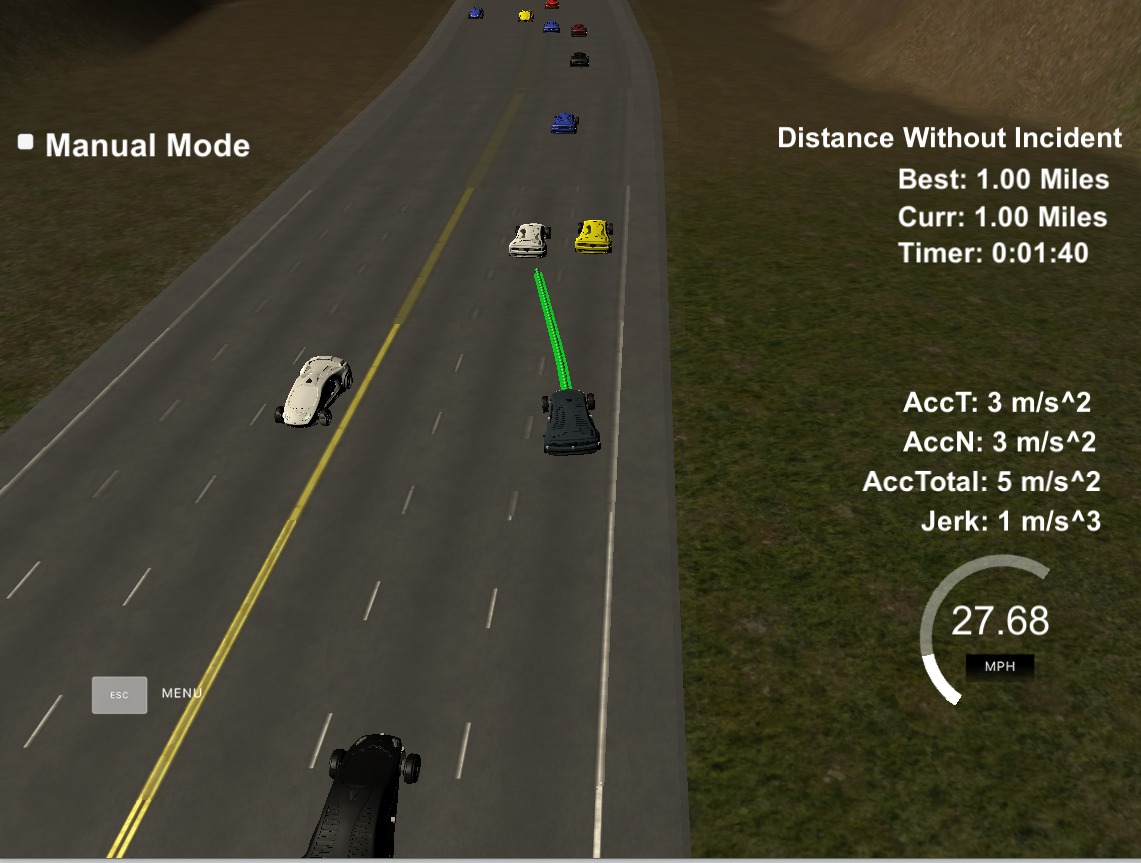 Manual Mode
Distance Without Incident
Best: 1.00 Miles
Curr: 1.00 Miles
Timer: 0:01:40
AccT: 3 m/s^2
AccN: 3 m/s^2
AccTotal: 5 m/s^2
Jerk: 1 m/s^3
27.68
MPH
ESC MENU